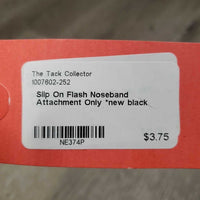 The Tack Collector
1007602-252
Slip On Flash Noseband
Attachment Only *new black
NE374P
$3.75